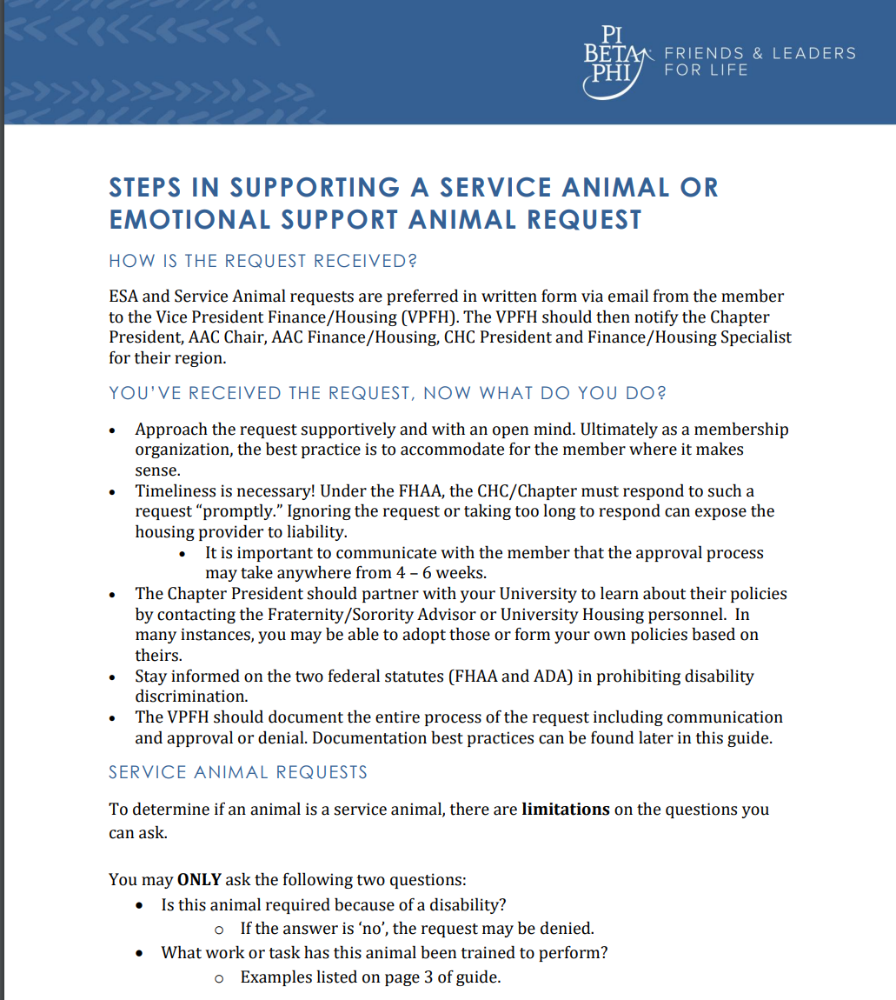 PI
BETA
PHI
FRIENDS & LEADERS
FOR LIFE
STEPS IN SUPPORTING A SERVICE ANIMAL OR
EMOTIONAL SUPPORT ANIMAL REQUEST
HOW IS THE REQUEST RECEIVED?
ESA and Service Animal requests are preferred in written form via email from the member
to the Vice President Finance/Housing (VPFH). The VPFH should then notify the Chapter
President, AAC Chair, AAC Finance/Housing, CHC President and Finance/Housing Specialist
for their region.
YOU'VE RECEIVED THE REQUEST, NOW WHAT DO YOU DO?
• Approach the request supportively and with an open mind. Ultimately as a membership
organization, the best practice is to accommodate for the member where it makes
sense.
• Timeliness is necessary! Under the FHAA, the CHC/Chapter must respond to such a
request “promptly.” Ignoring the request or taking too long to respond can expose the
housing provider to liability.
• It is important to communicate with the member that the approval process
may take anywhere from 4 – 6 weeks.
• The Chapter President should partner with your University to learn about their policies
by contacting the Fraternity/Sorority Advisor or University Housing personnel.  In
many instances, you may be able to adopt those or form your own policies based on
theirs.
• Stay informed on the two federal statutes (FHAA and ADA) in prohibiting disability
discrimination.
• The VPFH should document the entire process of the request including communication
and approval or denial. Documentation best practices can be found later in this guide.
SERVICE ANIMAL REQUESTS
To determine if an animal is a service animal, there are limitations on the questions you
can ask.
You may ONLY ask the following two questions:
• Is this animal required because of a disability?
o If the answer is ‘no’, the request may be denied.
• What work or task has this animal been trained to perform?
o Examples listed on page 3 of guide.